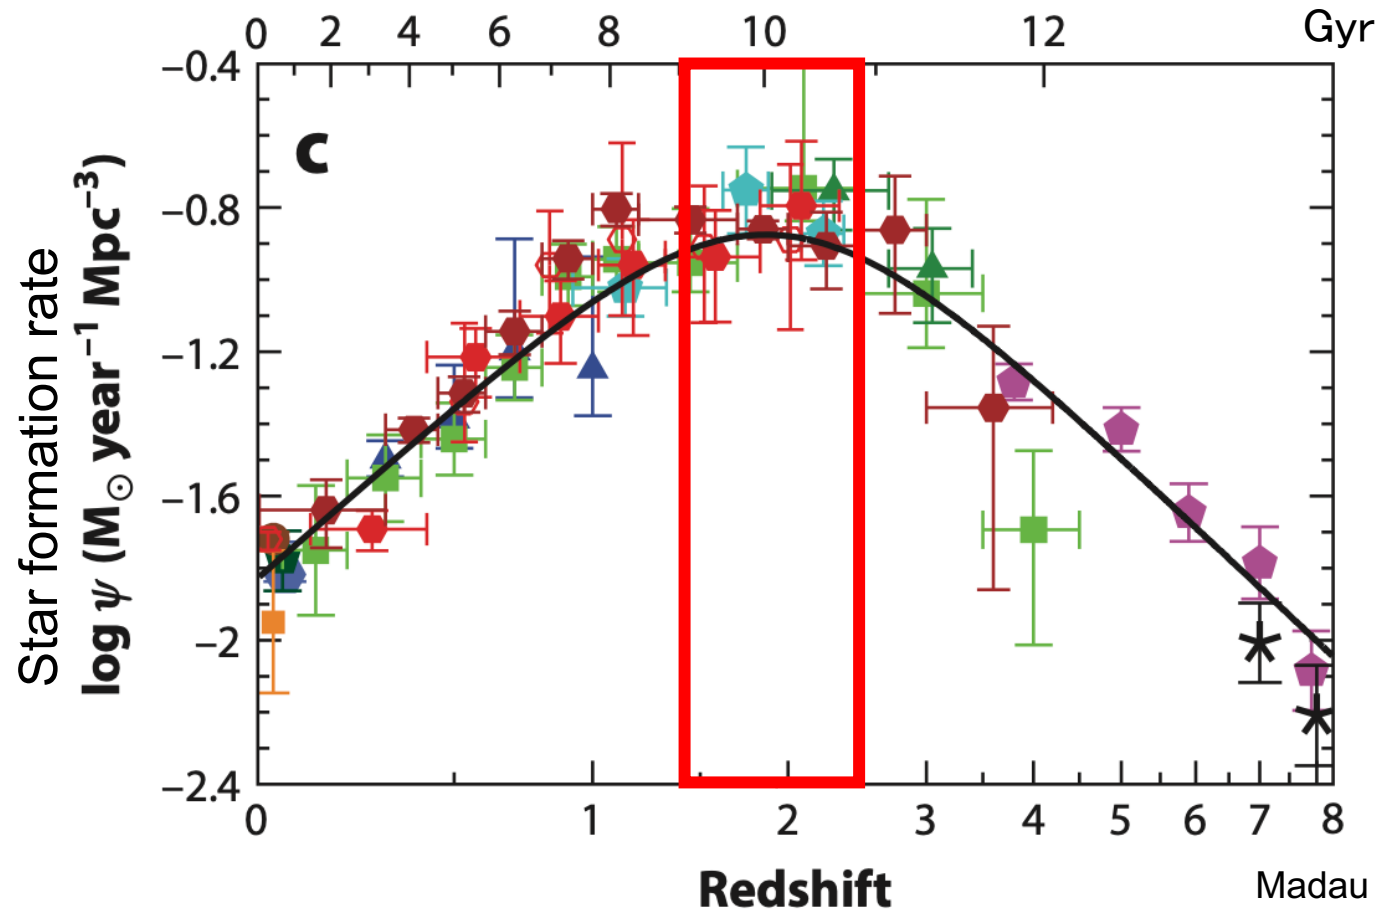 0 2 4 6 8 10 12 Gyr
−0.4
c
−0.8
−1.2
−1.6
−2
−2.4
Star formation rate
log ψ (M⊙ year−1 Mpc−3)
0 1 2 3 4 5 6 7 8
Redshift
Madau